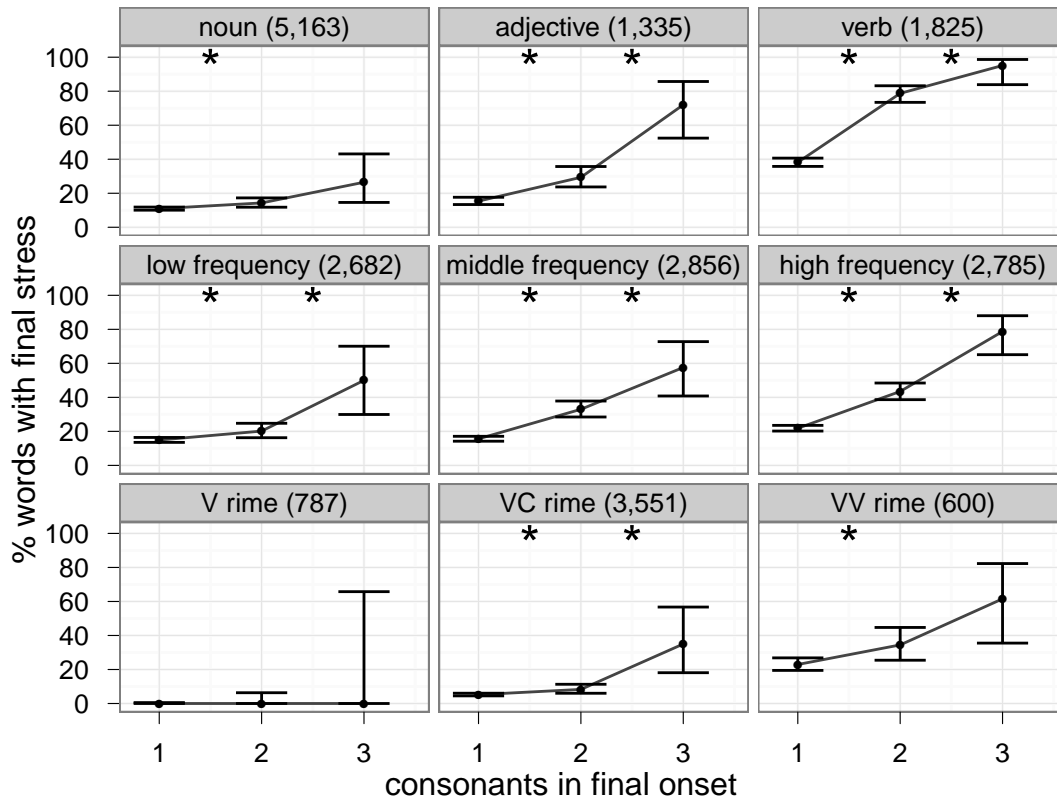 noun (5,163)
adjective (1,335)
verb (1,825)
* * * * *
100
80
60
40
20
0
low frequency (2,682)
middle frequency (2,856)
high frequency (2,785)
* * * * * *
100
80
60
40
20
0
V rime (787)
VC rime (3,551)
VV rime (600)
* * *
100
80
60
40
20
0
1 2 3 1 2 3 1 2 3
consonants in final onset
% words with final stress